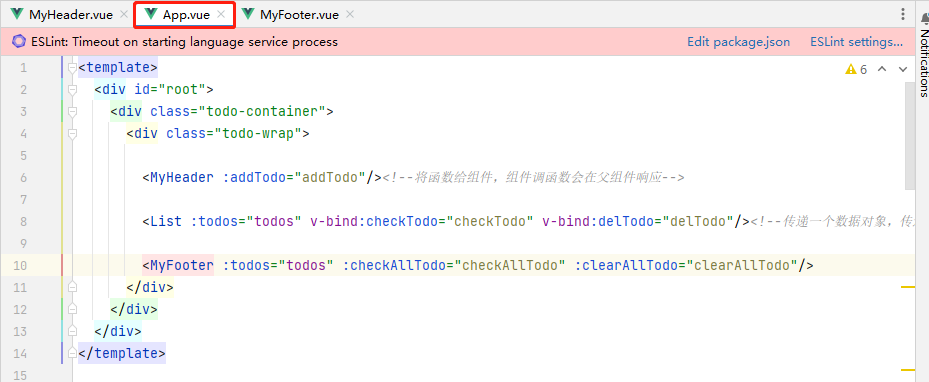 MyHeader.vue
App.vue
MyFooter.vue
ESLint: Timeout on starting language service process
Edit package.json
ESLint settings...
Notifications
6
1 <template>
2 <div id="root">
3 <div class="todo-container">
4 <div class="todo-wrap">
5
6 <MyHeader :addTodo="addTodo"/><!--将函数给组件，组件调函数会在父组件响应-->
7
8 <List :todos="todos" v-bind:checkTodo="checkTodo" v-bind:delTodo="delTodo"/><!--传递一个数据对象，传
9
10 <MyFooter :todos="todos" :checkAllTodo="checkAllTodo" :clearAllTodo="clearAllTodo"/>
11 </div>
12 </div>
13 </div>
14 </template>
15